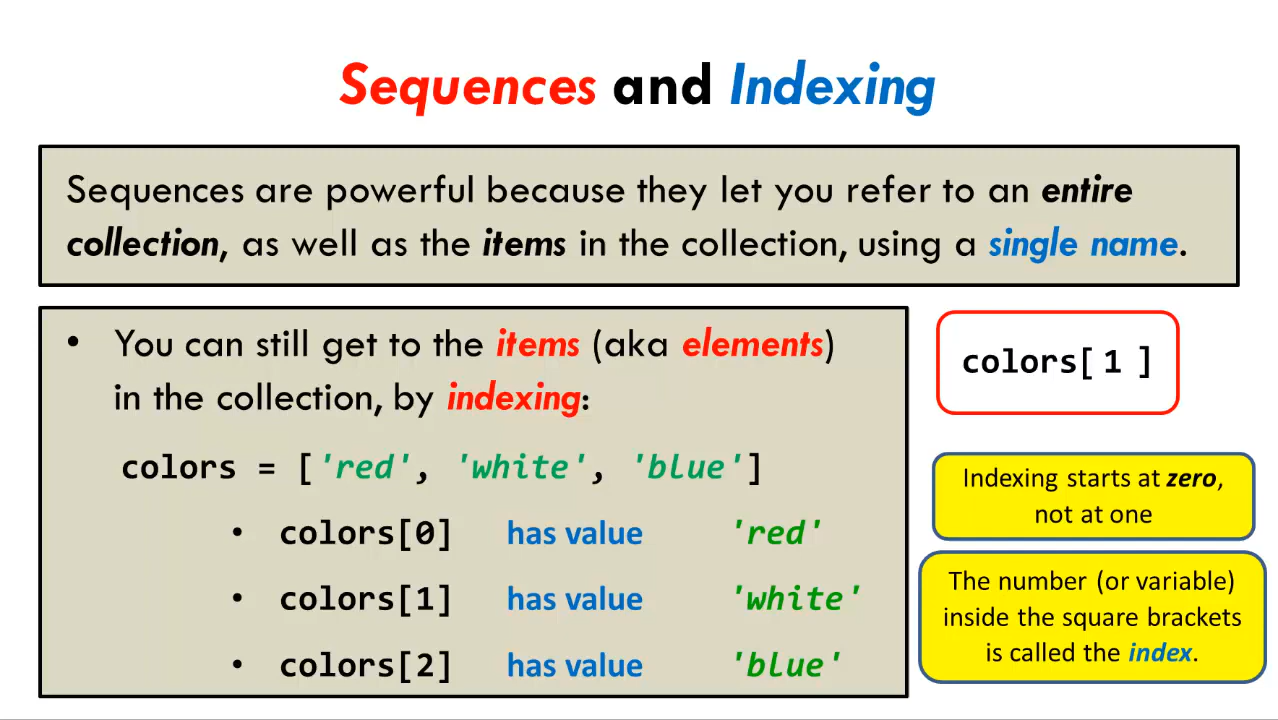 Sequences and Indexing
Sequences are powerful because they let you refer to an entire
collection, as well as the items in the collection, using a single name.
• You can still get to the items (aka elements)
in the collection, by indexing:
colors = ['red', 'white', 'blue']
• colors[0] has value 'red'
• colors[1] has value 'white'
• colors[2] has value 'blue'
colors[ 1 ]
Indexing starts at zero,
not at one
The number (or variable)
inside the square brackets
is called the index.